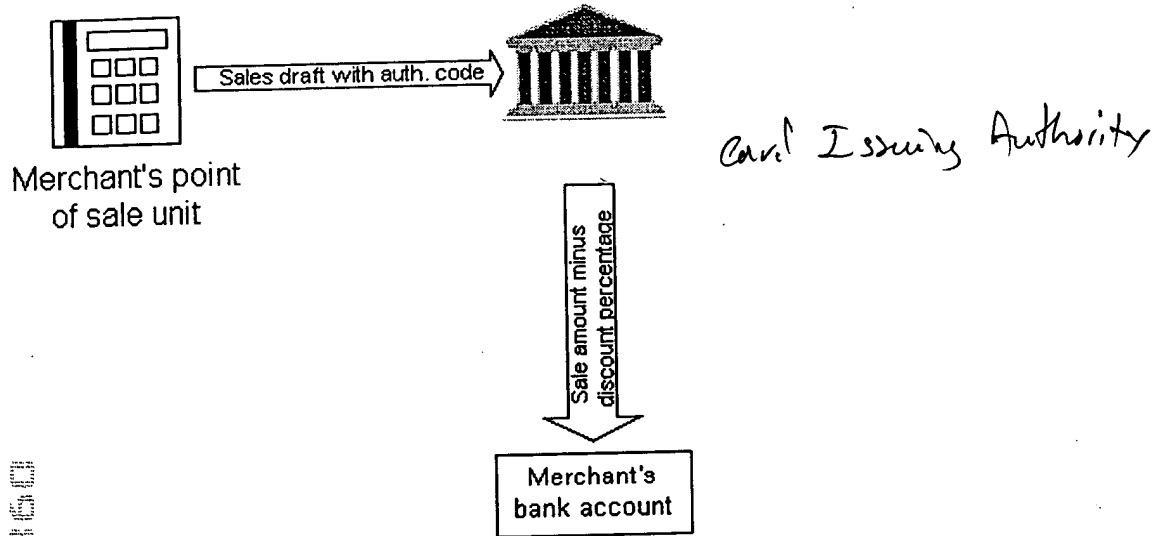 Sales draft with auth. code
Card Issuing Authority
Merchant's point
of sale unit
Sale amount minus
discount percentage
Merchant's
bank account